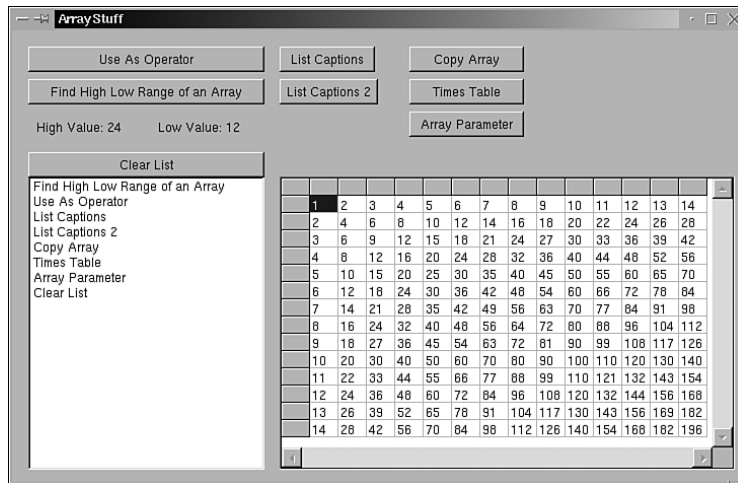 ArrayStuff
Use As Operator
List Captions
Copy Array
Find High Low Range of an Array
List Captions 2
Times Table
High Value: 24
Low Value: 12
Array Parameter
Clear List
Find High Low Range of an Array
Use As Operator
List Captions
List Captions 2
Copy Array
Times Table
Array Parameter
Clear List
1 2 3 4 5 6 7 8 9 10 11 12 13 14
2 4 6 8 10 12 14 16 18 20 22 24 26 28
3 6 9 12 15 18 21 24 27 30 33 36 39 42
4 8 12 16 20 24 28 32 36 40 44 48 52 56
5 10 15 20 25 30 35 40 45 50 55 60 65 70
6 12 18 24 30 36 42 48 54 60 66 72 78 84
7 14 21 28 35 42 49 56 63 70 77 84 91 98
8 16 24 32 40 48 56 64 72 80 88 96 104 112
9 18 27 36 45 54 63 72 81 90 99 108 117 126
10 20 30 40 50 60 70 80 90 100 110 120 130 140
11 22 33 44 55 66 77 88 99 110 121 132 143 154
12 24 36 48 60 72 84 96 108 120 132 144 156 168
13 26 39 52 65 78 91 104 117 130 143 156 169 182
14 28 42 56 70 84 98 112 126 140 154 168 182 196